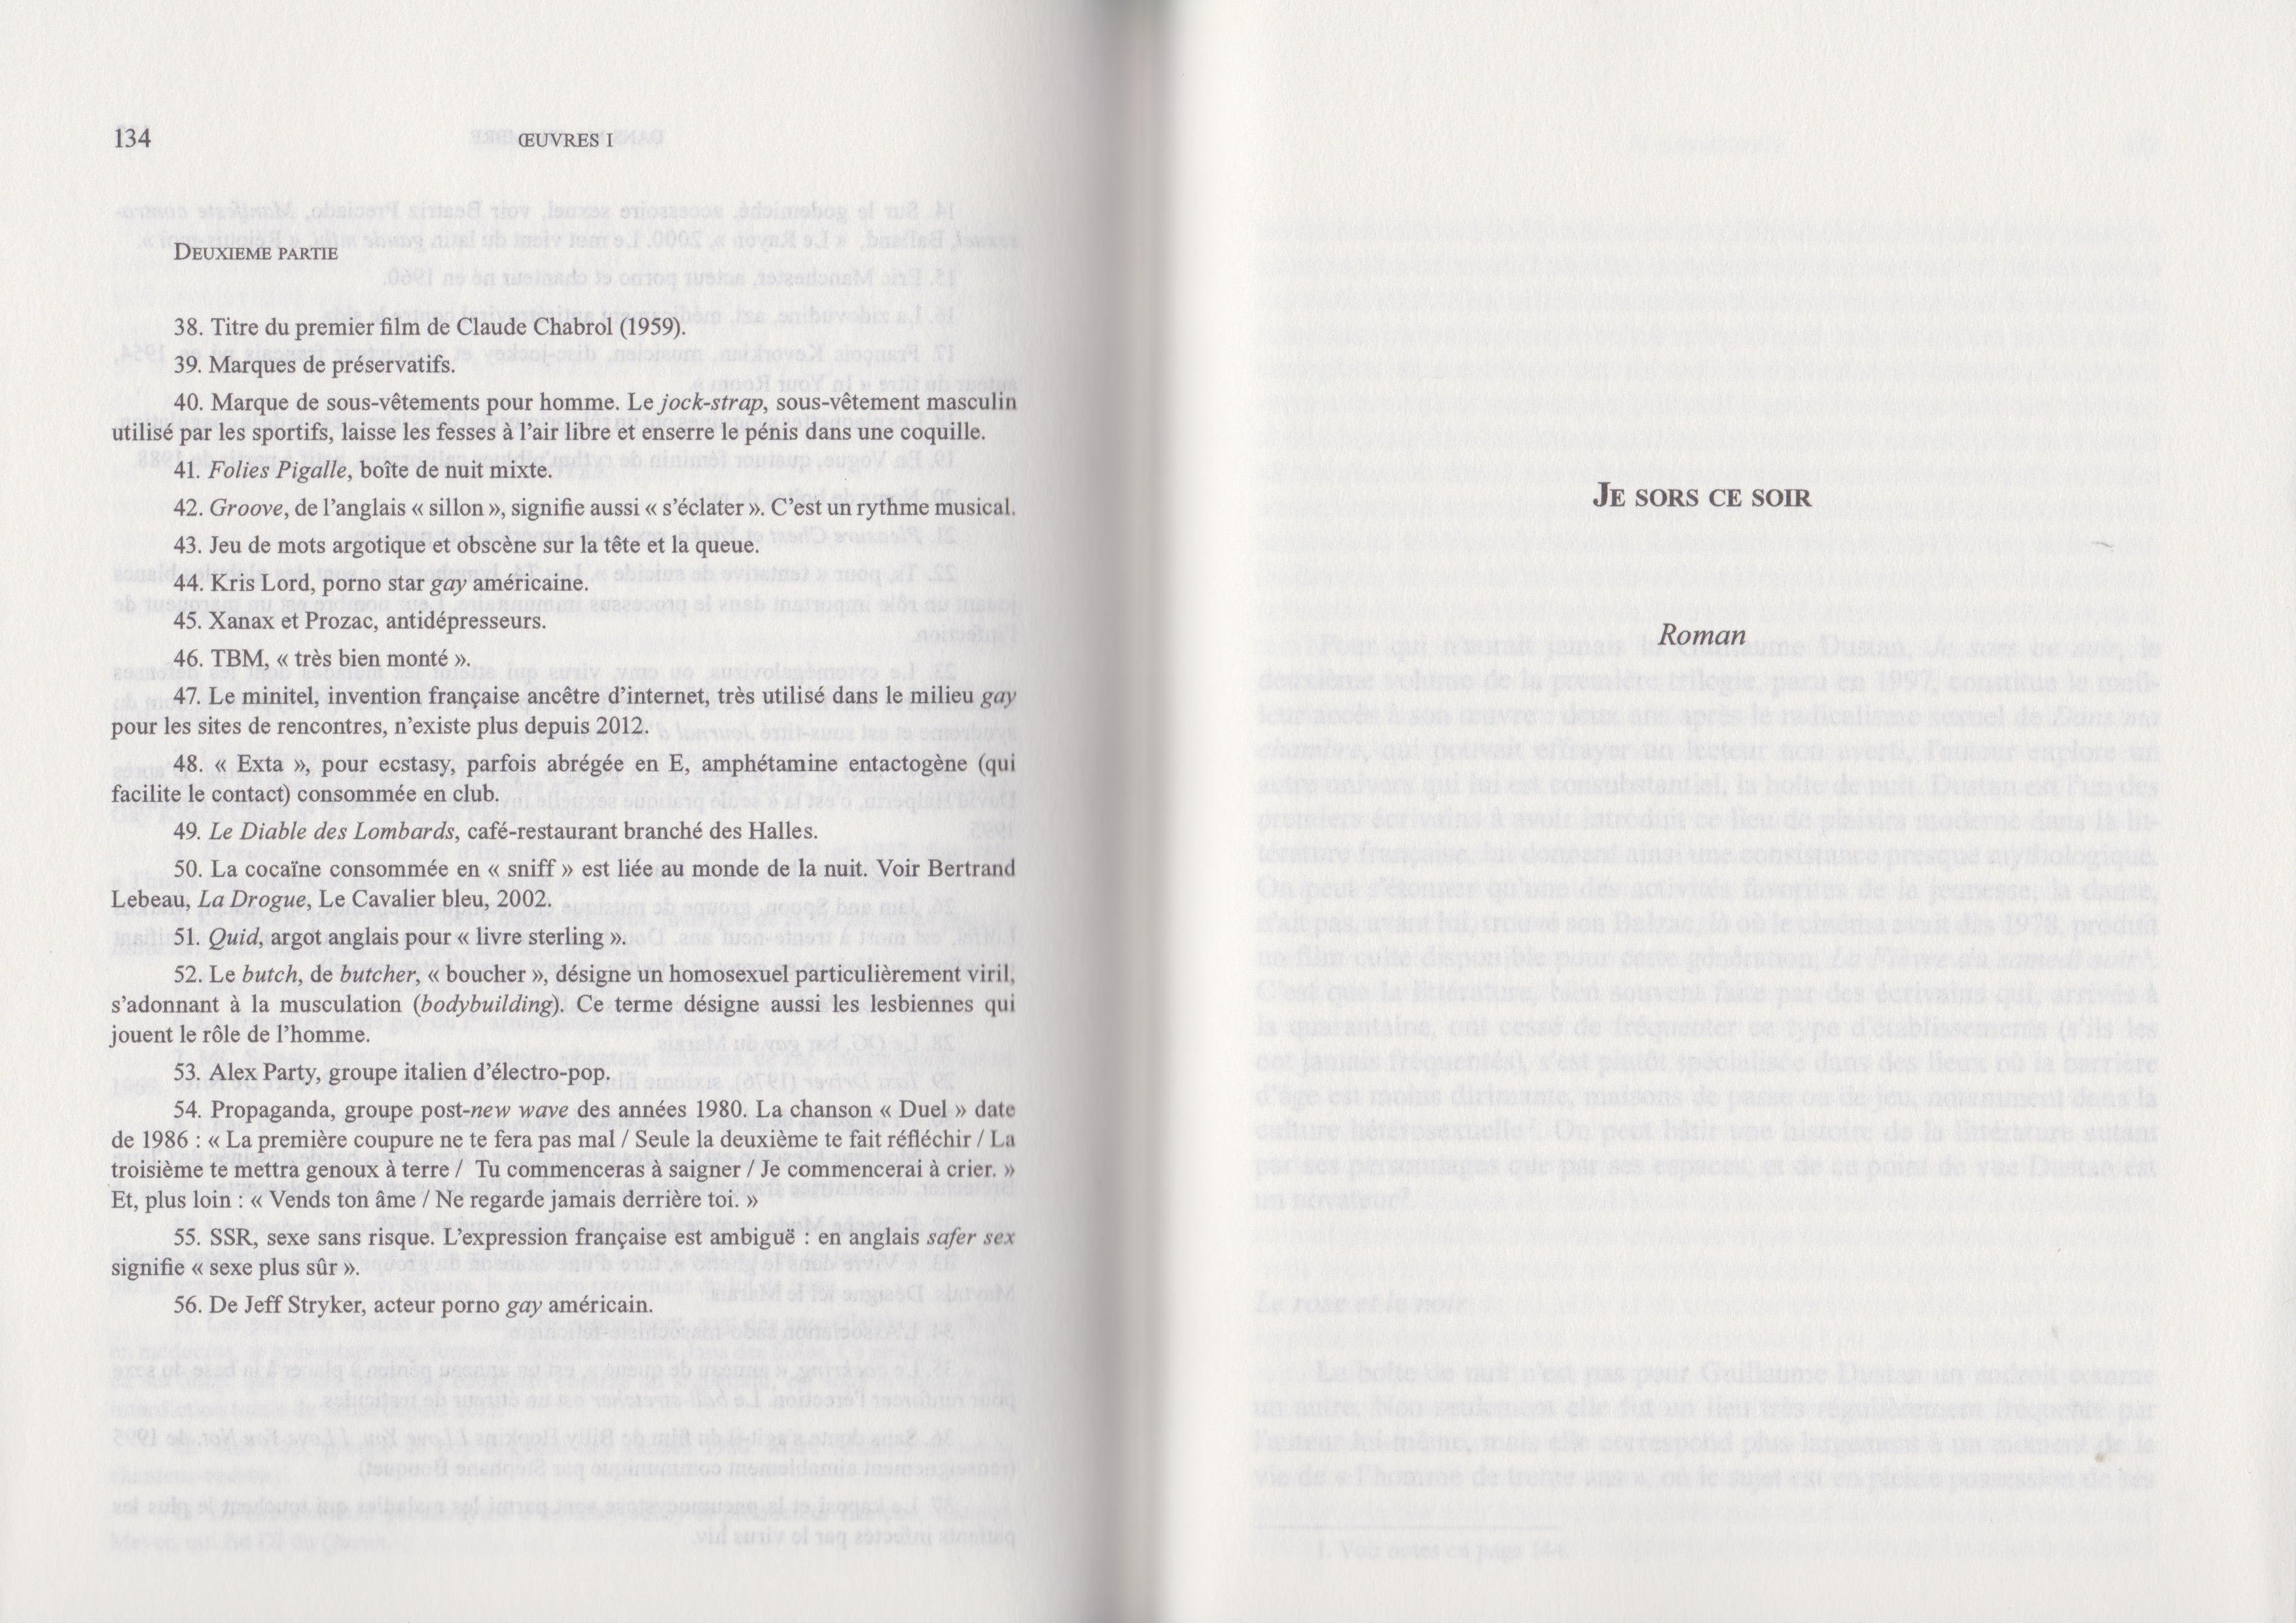 134
ŒUVRES I
DEUXIEME PARTIE
38. Titre du premier film de Claude Chabrol (1959).
39. Marques de préservatifs.
40. Marque de sous-vêtements pour homme. Le jock-strap, sous-vêtement masculin
utilisé par les sportifs, laisse les fesses à l’air libre et enserre le pénis dans une coquille.
41. Folies Pigalle, boîte de nuit mixte.
42. Groove, de l’anglais « sillon », signifie aussi « s’éclater ». C’est un rythme musical.
43. Jeu de mots argotique et obscène sur la tête et la queue.
44. Kris Lord, porno star gay américaine.
45. Xanax et Prozac, antidépresseurs.
46. TBM, « très bien monté ».
47. Le minitel, invention française ancêtre d’internet, très utilisé dans le milieu gay
pour les sites de rencontres, n’existe plus depuis 2012.
48. « Exta », pour ecstasy, parfois abrégée en E, amphétamine entactogène (qui
facilite le contact) consommée en club.
49. Le Diable des Lombards, café-restaurant branché des Halles.
50. La cocaïne consommée en « sniff » est liée au monde de la nuit. Voir Bertrand
Lebeau, La Drogue, Le Cavalier bleu, 2002.
51. Quid, argot anglais pour « livre sterling ».
52. Le butch, de butcher, « boucher », désigne un homosexuel particulièrement viril,
s’adonnant à la musculation (bodybuilding). Ce terme désigne aussi les lesbiennes qui
jouent le rôle de l’homme.
53. Alex Party, groupe italien d’électro-pop.
54. Propaganda, groupe post-new wave des années 1980. La chanson « Duel » date
de 1986 : « La première coupure ne te fera pas mal / Seule la deuxième te fait réfléchir / La
troisième te mettra genoux à terre / Tu commenceras à saigner / Je commencerai à crier. »
Et, plus loin : « Vends ton âme / Ne regarde jamais derrière toi. »
55. SSR, sexe sans risque. L’expression française est ambiguë : en anglais safer sex
signifie « sexe plus sûr ».
56. De Jeff Stryker, acteur porno gay américain.
JE SORS CE SOIR
Roman